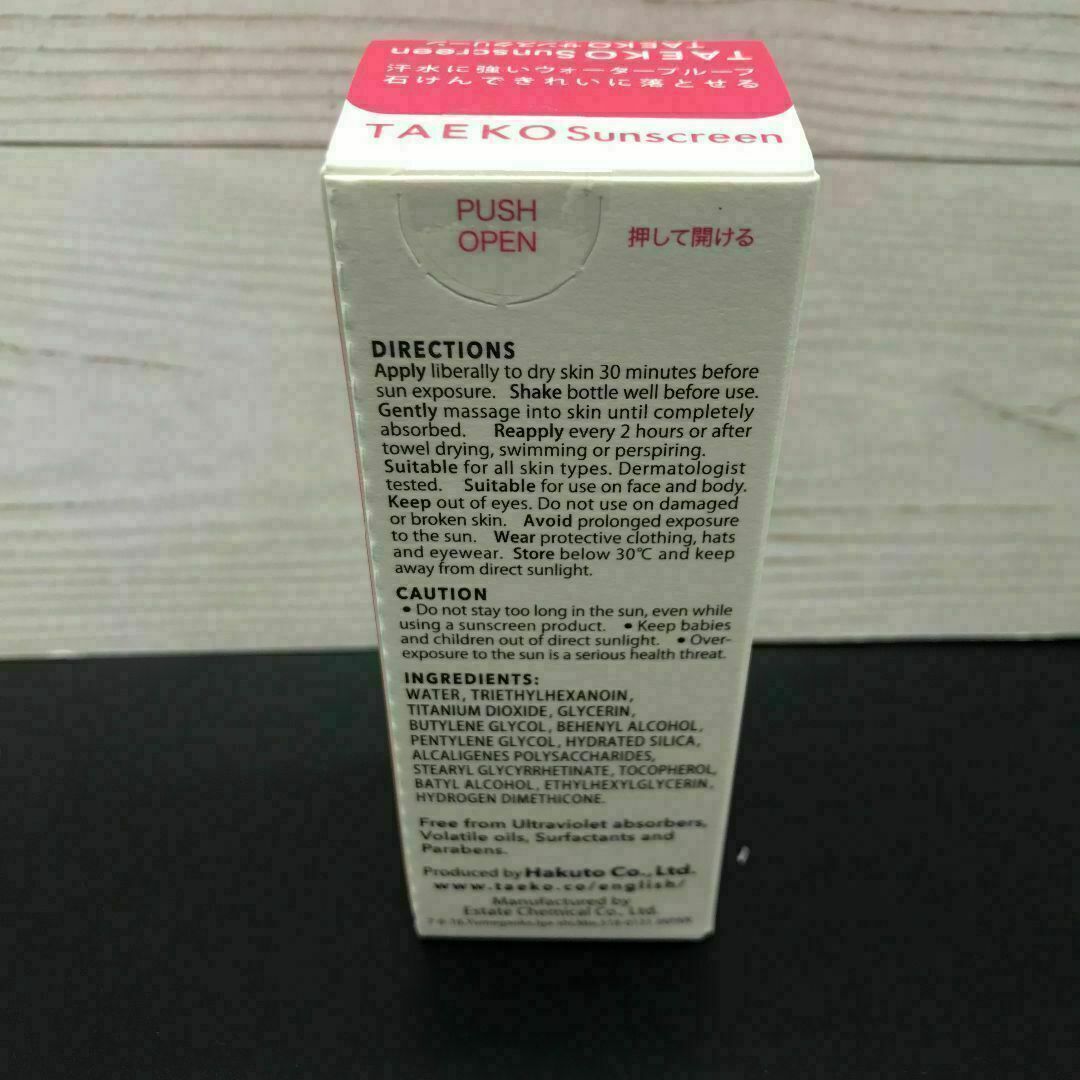 TAEKO サンスクリーン
TAEKO Sunscreen
汗水に強いウォータープルーフ
石けんできれいに落とせる
TAEKO Sunscreen
PUSH
OPEN
押して開ける
DIRECTIONS
Apply liberally to dry skin 30 minutes before
sun exposure. Shake bottle well before use.
Gently massage into skin until completely
absorbed. Reapply every 2 hours or after
towel drying, swimming or perspiring.
Suitable for all skin types. Dermatologist
tested. Suitable for use on face and body.
Keep out of eyes. Do not use on damaged
or broken skin. Avoid prolonged exposure
to the sun. Wear protective clothing, hats
and eyewear. Store below 30℃ and keep
away from direct sunlight.
CAUTION
• Do not stay too long in the sun, even while
using a sunscreen product. • Keep babies
and children out of direct sunlight. • Over-
exposure to the sun is a serious health threat.
INGREDIENTS:
WATER, TRIETHYLHEXANOIN,
TITANIUM DIOXIDE, GLYCERIN,
BUTYLENE GLYCOL, BEHENYL ALCOHOL,
PENTYLENE GLYCOL, HYDRATED SILICA,
ALCALIGENES POLYSACCHARIDES,
STEARYL GLYCYRRHETINATE, TOCOPHEROL,
BATYL ALCOHOL, ETHYLHEXYLGLYCERIN,
HYDROGEN DIMETHICONE.
Free from Ultraviolet absorbers,
Volatile oils, Surfactants and
Parabens.
Produced by Hakuto Co., Ltd.
www.taeko.co/english/
Manufactured by
Estate Chemical Co., Ltd.